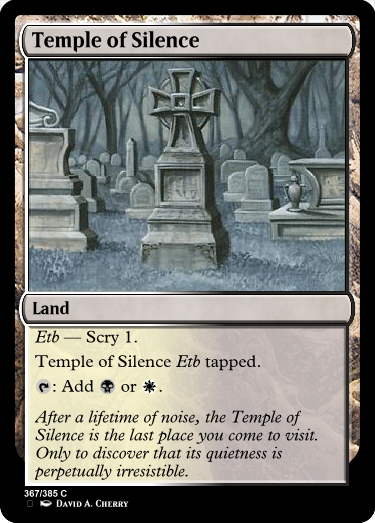 Temple of Silence
Land
Etb — Scry 1.
Temple of Silence Etb tapped.
: Add or .
After a lifetime of noise, the Temple of
Silence is the last place you come to visit.
Only to discover that its quietness is
perpetually irresistible.
367/385 C
David A. Cherry